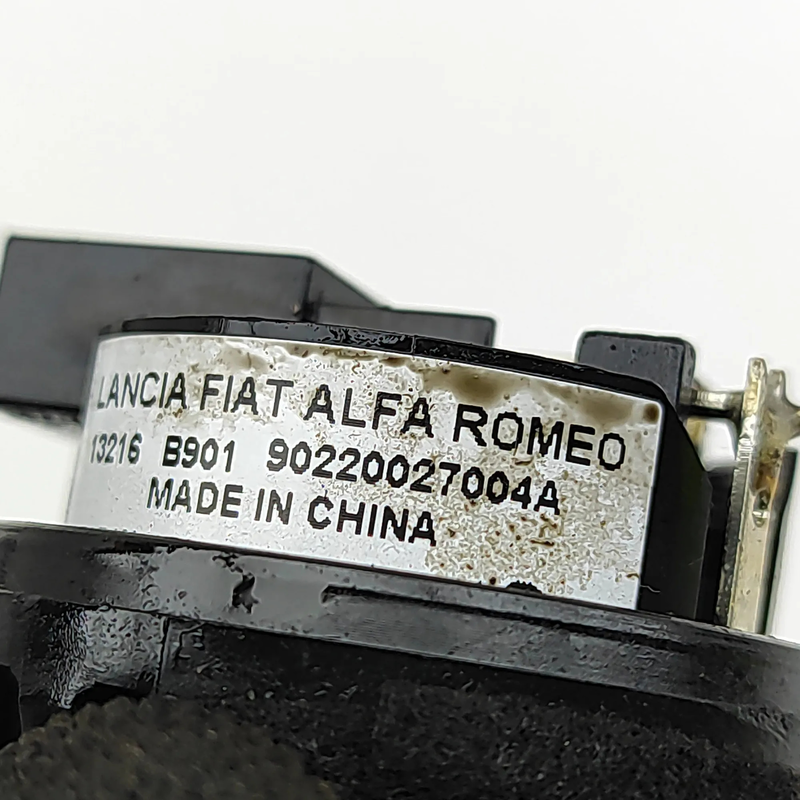 LANCIA FIAT ALFA ROMEO
13216 B901 90220027004A
MADE IN CHINA